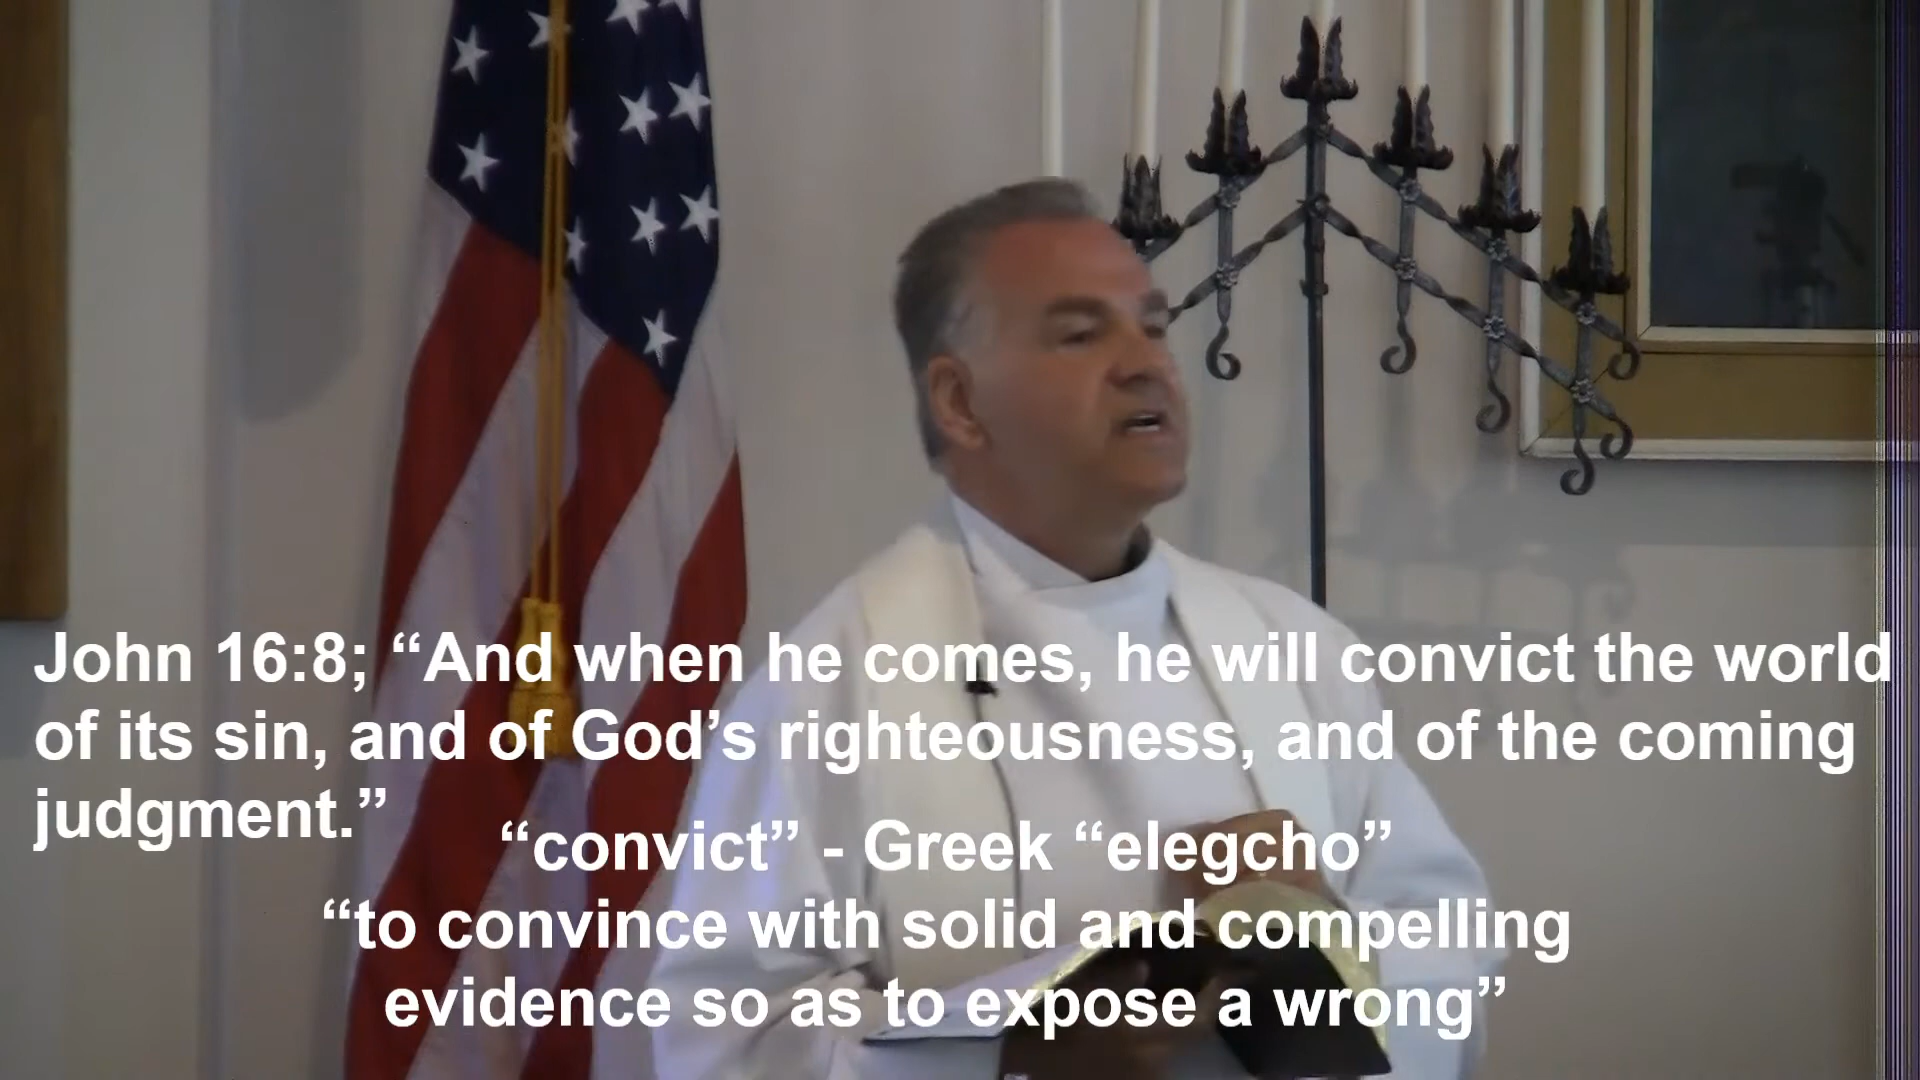 John 16:8; “And when he comes, he will convict the world
of its sin, and of God’s righteousness, and of the coming
judgment.”
“convict” - Greek “elegcho”
“to convince with solid and compelling
evidence so as to expose a wrong”